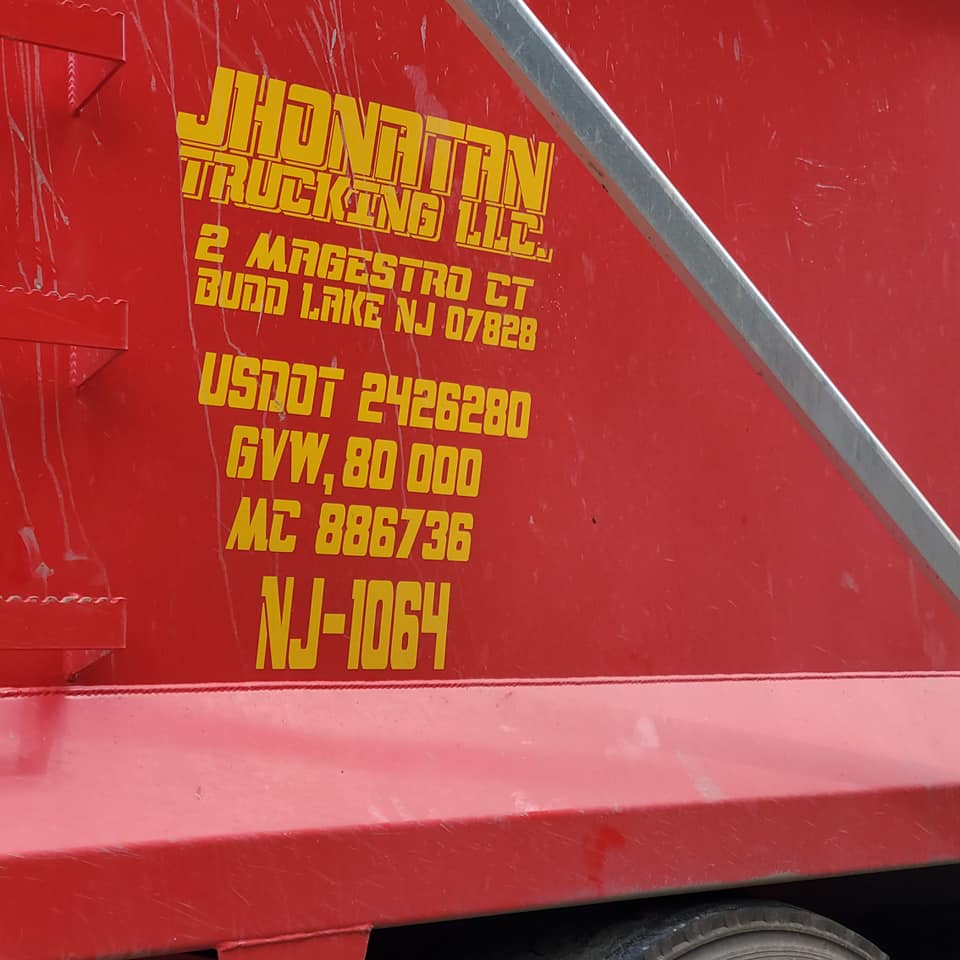 JHONATAN
TRUCKING LLC.
2 MAGESTRO CT
BUDD LAKE NJ 07828
USDOT 2426280
GVW, 80 000
MC 886736
NJ-1064